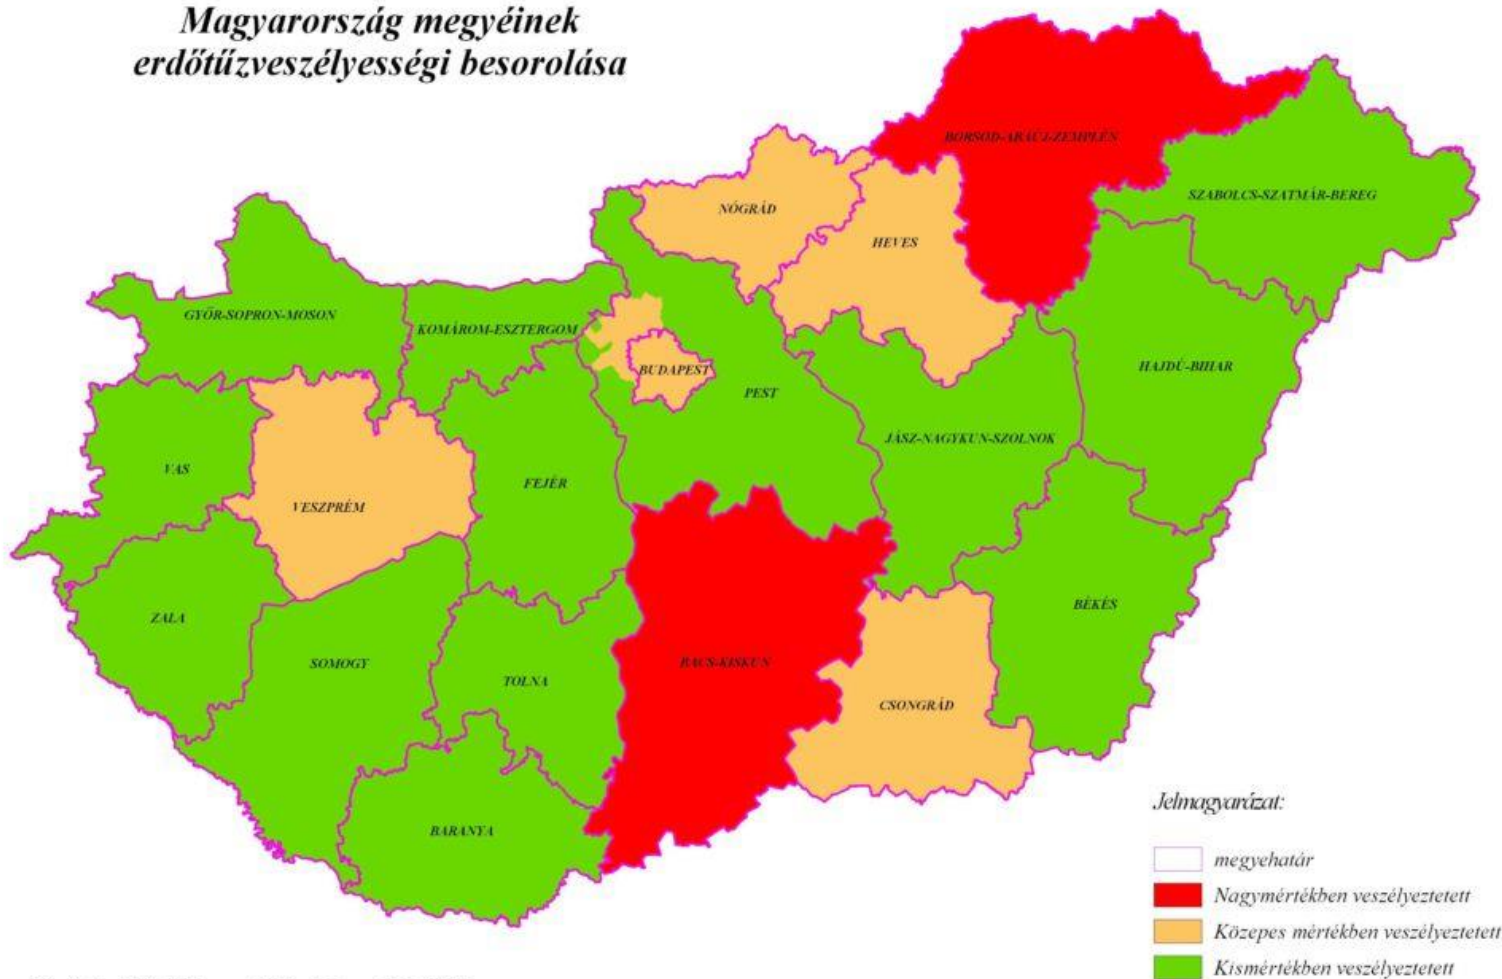 Magyarország megyéinek
erdőtűzveszélyességi besorolása
BORSOD-ABAÚJ-ZEMPLÉN
SZABOLCS-SZATMÁR-BEREG
NÓGRÁD
HEVES
GYŐR-SOPRON-MOSON
KOMÁROM-ESZTERGOM
BUDAPEST
PEST
HAJDÚ-BIHAR
JÁSZ-NAGYKUN-SZOLNOK
VAS
VESZPRÉM
FEJÉR
ZALA
SOMOGY
TOLNA
BÁCS-KISKUN
BÉKÉS
CSONGRÁD
BARANYA
Jelmagyarázat:
megyehatár
Nagymértékben veszélyeztetett
Közepes mértékben veszélyeztetett
Kismértékben veszélyeztetett